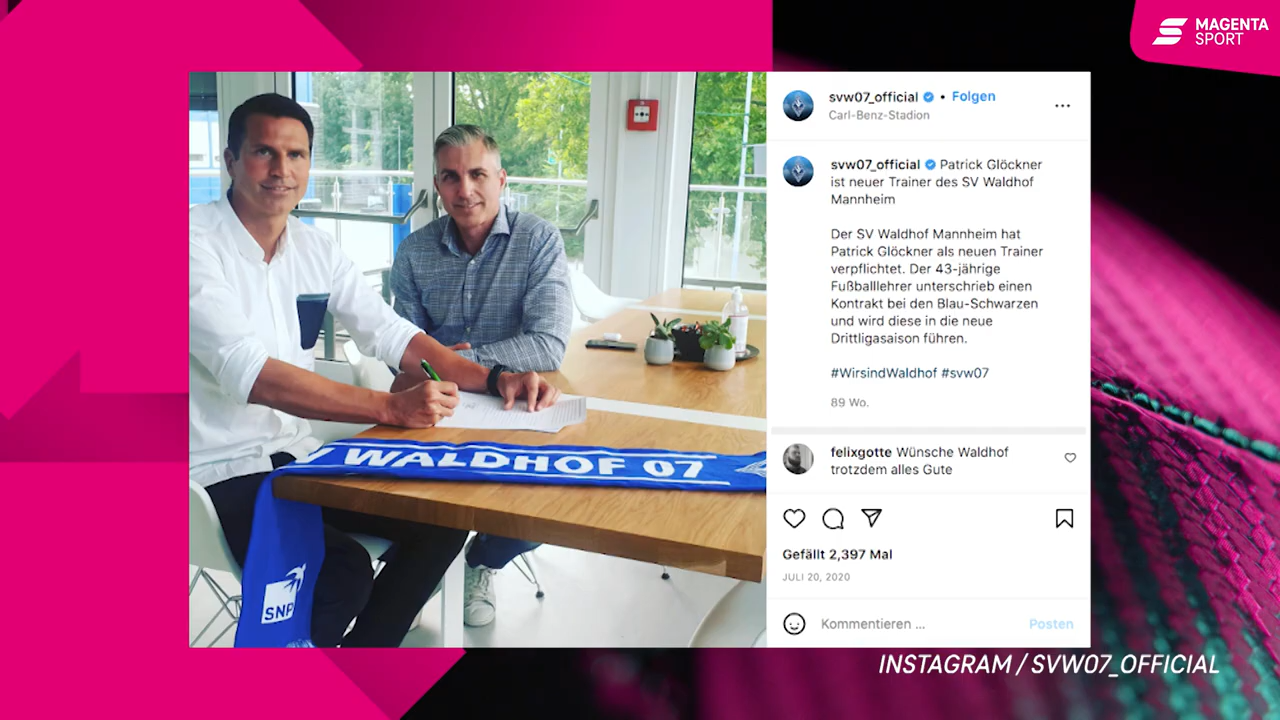 MAGENTA
SPORT
svw07_official • Folgen
Carl-Benz-Stadion
svw07_official Patrick Glöckner
ist neuer Trainer des SV Waldhof
Mannheim
Der SV Waldhof Mannheim hat
Patrick Glöckner als neuen Trainer
verpflichtet. Der 43-jährige
Fußballlehrer unterschrieb einen
Kontrakt bei den Blau-Schwarzen
und wird diese in die neue
Drittligasaison führen.
#WirsindWaldhof #svw07
89 Wo.
felixgotte Wünsche Waldhof
trotzdem alles Gute
Gefällt 2,397 Mal
JULI 20, 2020
Kommentieren ... Posten
V WALDHOF 07
SNP
INSTAGRAM / SVW07_OFFICIAL